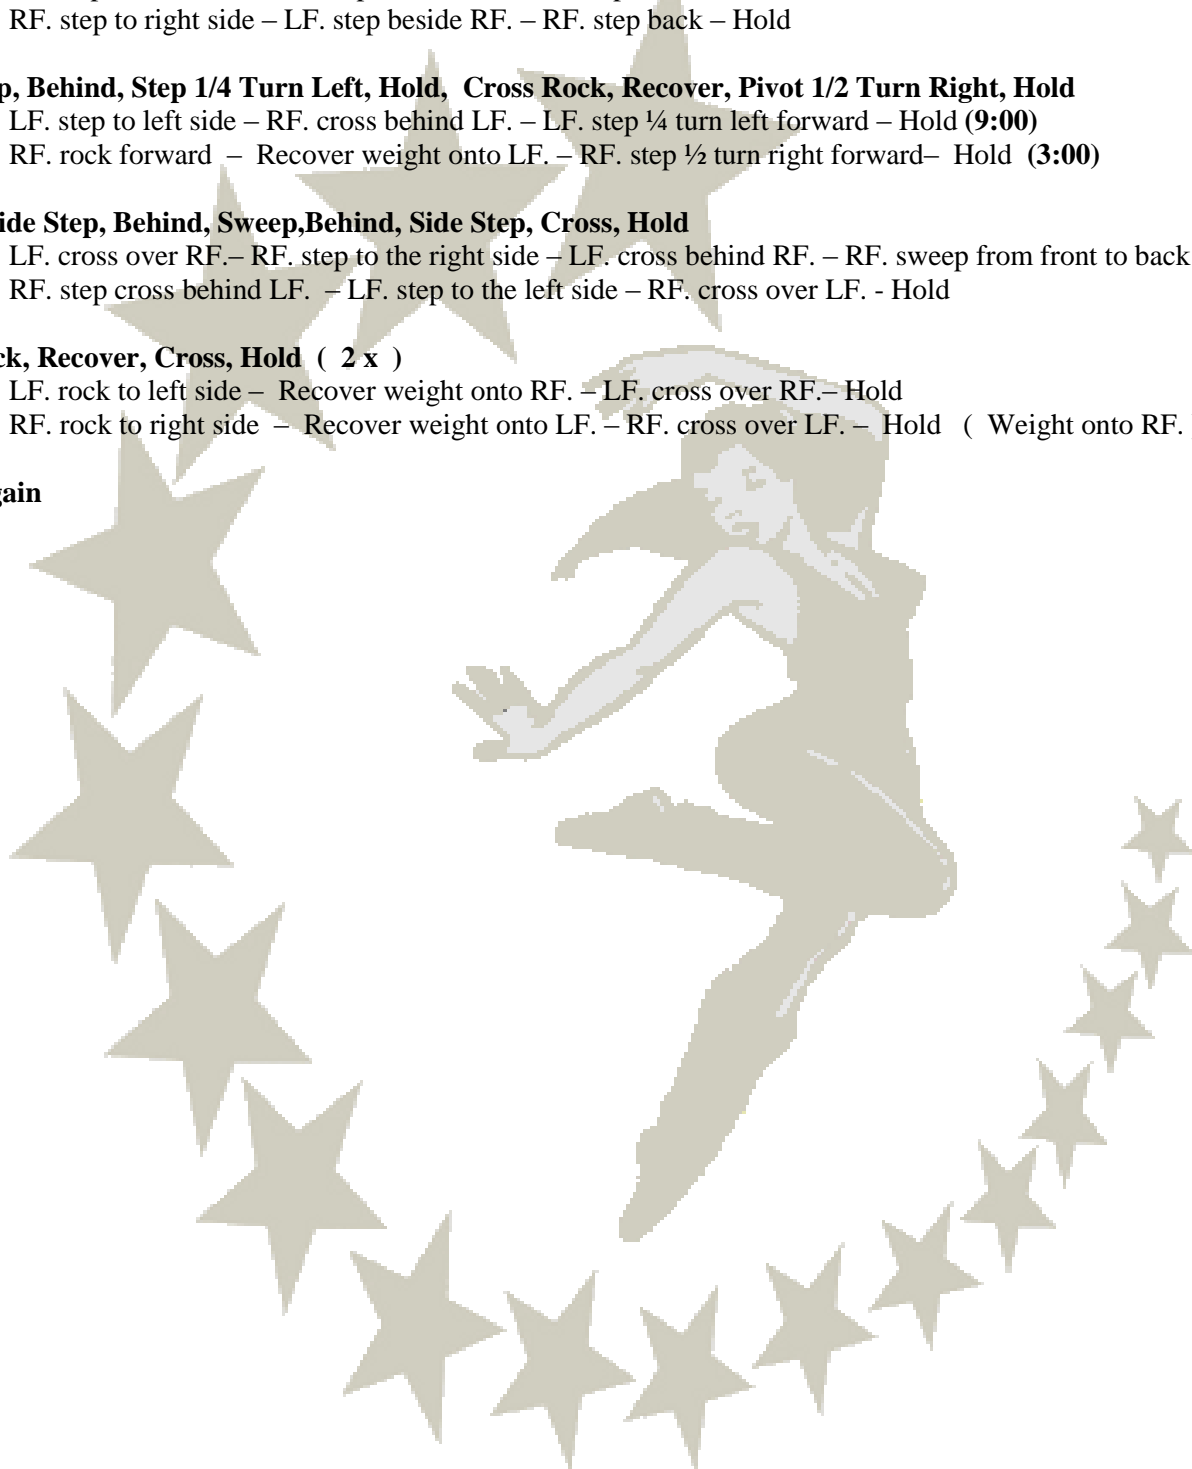 RF. step to right side – LF. step beside RF. – RF. step back – Hold
p, Behind, Step 1/4 Turn Left, Hold, Cross Rock, Recover, Pivot 1/2 Turn Right, Hold
LF. step to left side – RF. cross behind LF. – LF. step ¼ turn left forward – Hold (9:00)
RF. rock forward – Recover weight onto LF. – RF. step ½ turn right forward– Hold (3:00)
ide Step, Behind, Sweep,Behind, Side Step, Cross, Hold
LF. cross over RF.– RF. step to the right side – LF. cross behind RF. – RF. sweep from front to back
RF. step cross behind LF. – LF. step to the left side – RF. cross over LF. - Hold
ck, Recover, Cross, Hold ( 2 x )
LF. rock to left side – Recover weight onto RF. – LF. cross over RF.– Hold
RF. rock to right side – Recover weight onto LF. – RF. cross over LF. – Hold ( Weight onto RF.
gain